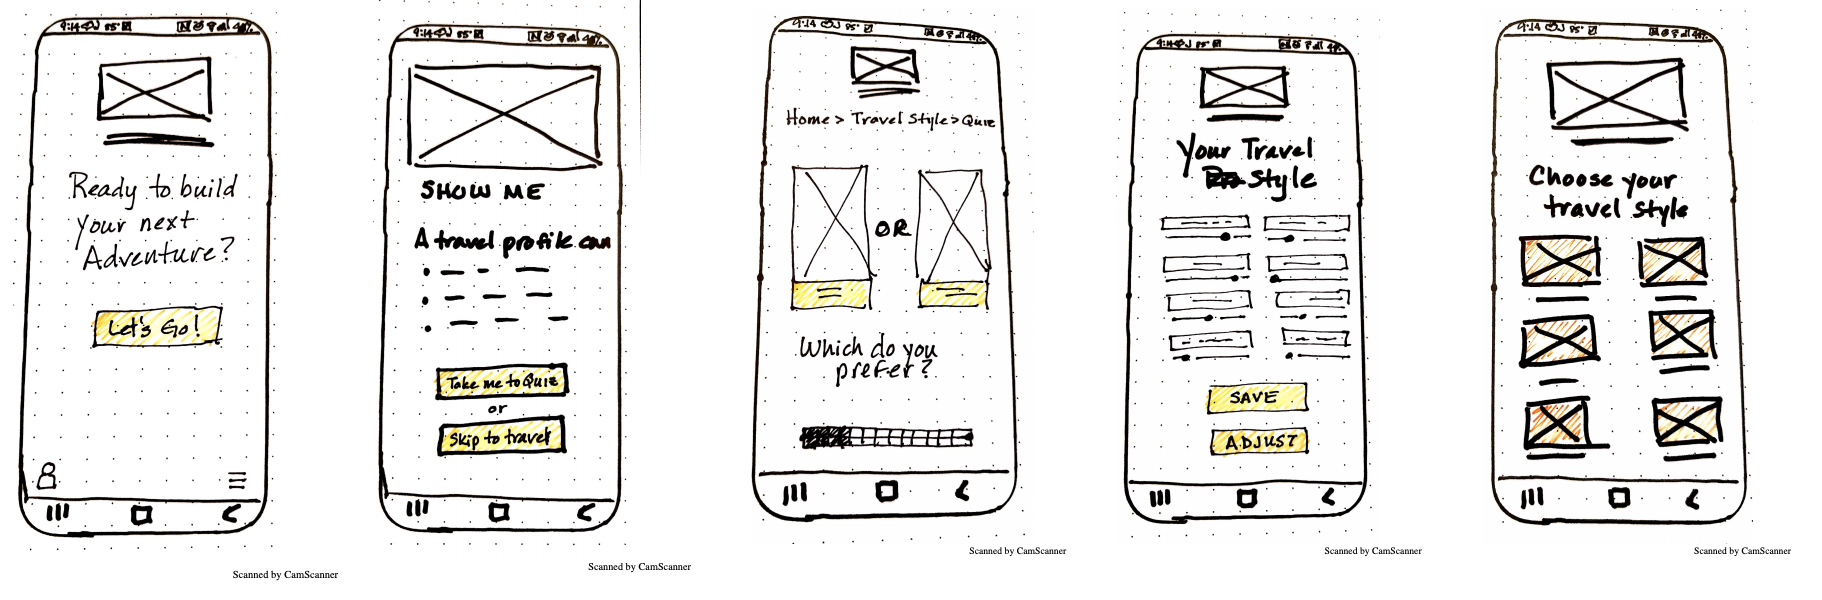 9:14 85°
Ready to build
your next
Adventure?
Let's Go!
Scanned by CamScanner
9:14 85°
SHOW ME
A travel profile can
Take me to Quiz
or
Skip to travel
Scanned by CamScanner
9:14 85°
Home > Travel Style > Quiz
OR
Which do you
prefer?
Scanned by CamScanner
9:14 85°
Your Travel
Style
SAVE
ADJUST
Scanned by CamScanner
9:14 85°
Choose your
travel style
Scanned by CamScanner